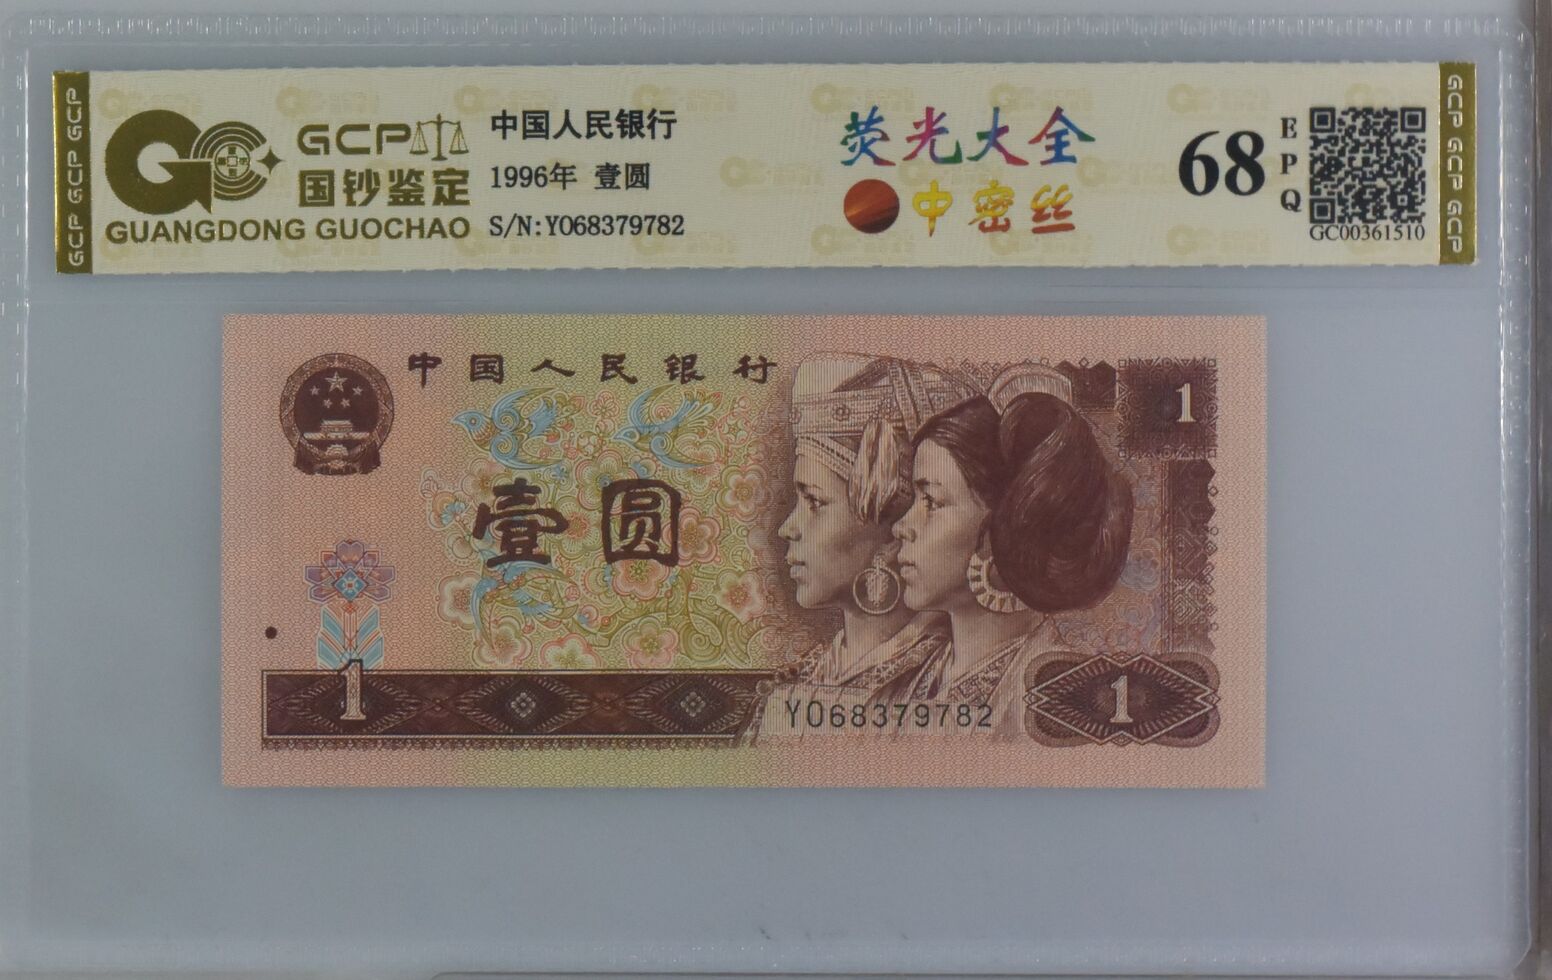 GCP GCP GCP
GCP
国钞鉴定
GUANGDONG GUOCHAO
中国人民银行
1996年 壹圆
S/N:YO68379782
荧光大全
中密丝
68
EPQ
GC00361510
GCP GCP GCP
中国人民银行
1
壹圆
1
YO68379782
1